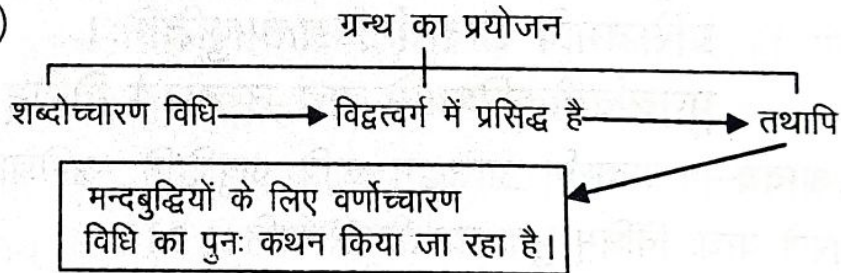 ग्रन्थ का प्रयोजन
शब्दोच्चारण विधि विद्वत्वर्ग में प्रसिद्ध है तथापि
मन्दबुद्धियों के लिए वर्णोच्चारण
विधि का पुनः कथन किया जा रहा है।